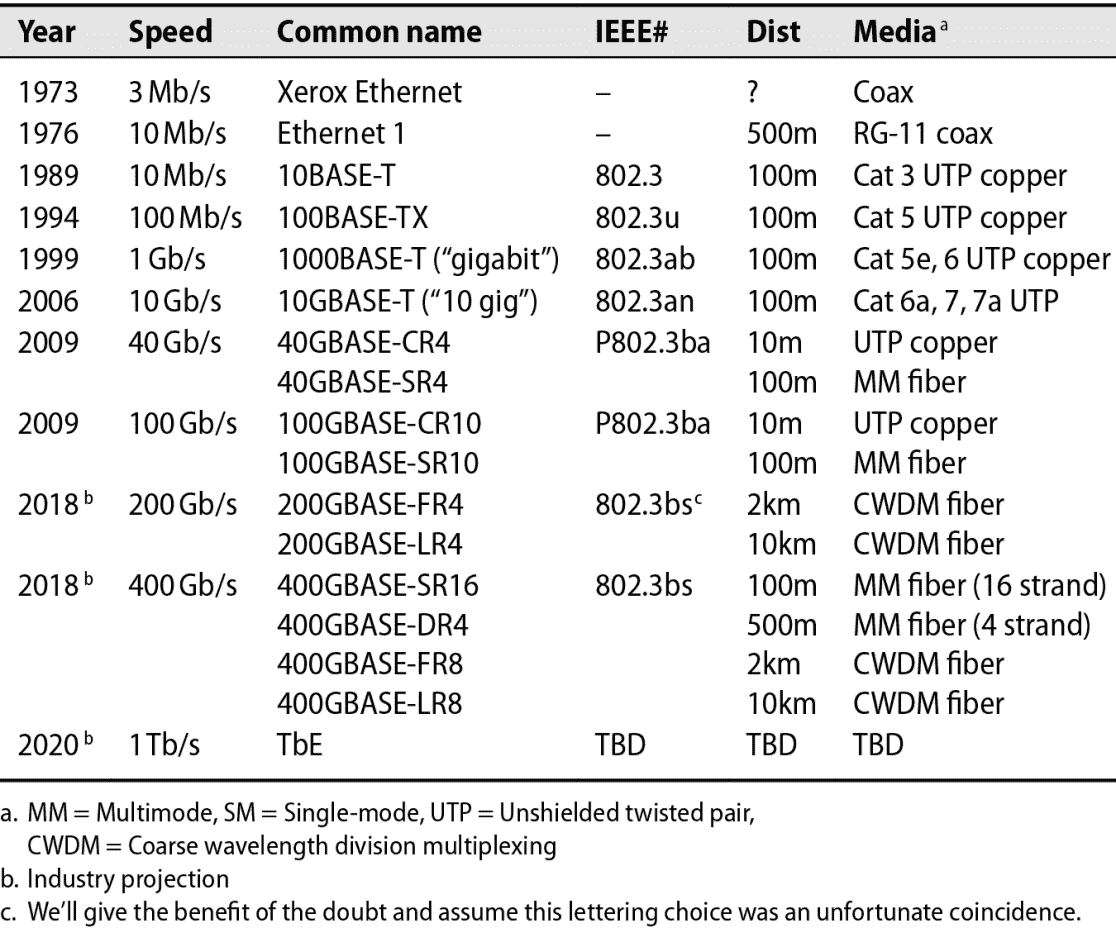 Year Speed Common name IEEE# Dist Media a
1973 3 Mb/s Xerox Ethernet – ? Coax
1976 10 Mb/s Ethernet 1 – 500m RG-11 coax
1989 10 Mb/s 10BASE-T 802.3 100m Cat 3 UTP copper
1994 100 Mb/s 100BASE-TX 802.3u 100m Cat 5 UTP copper
1999 1 Gb/s 1000BASE-T (“gigabit”) 802.3ab 100m Cat 5e, 6 UTP copper
2006 10 Gb/s 10GBASE-T (“10 gig”) 802.3an 100m Cat 6a, 7, 7a UTP
2009 40 Gb/s 40GBASE-CR4 P802.3ba 10m UTP copper
40GBASE-SR4 100m MM fiber
2009 100 Gb/s 100GBASE-CR10 P802.3ba 10m UTP copper
100GBASE-SR10 100m MM fiber
2018 b 200 Gb/s 200GBASE-FR4 802.3bs c 2km CWDM fiber
200GBASE-LR4 10km CWDM fiber
2018 b 400 Gb/s 400GBASE-SR16 802.3bs 100m MM fiber (16 strand)
400GBASE-DR4 500m MM fiber (4 strand)
400GBASE-FR8 2km CWDM fiber
400GBASE-LR8 10km CWDM fiber
2020 b 1 Tb/s TbE TBD TBD TBD
a. MM = Multimode, SM = Single-mode, UTP = Unshielded twisted pair,
CWDM = Coarse wavelength division multiplexing
b. Industry projection
c. We’ll give the benefit of the doubt and assume this lettering choice was an unfortunate coincidence.